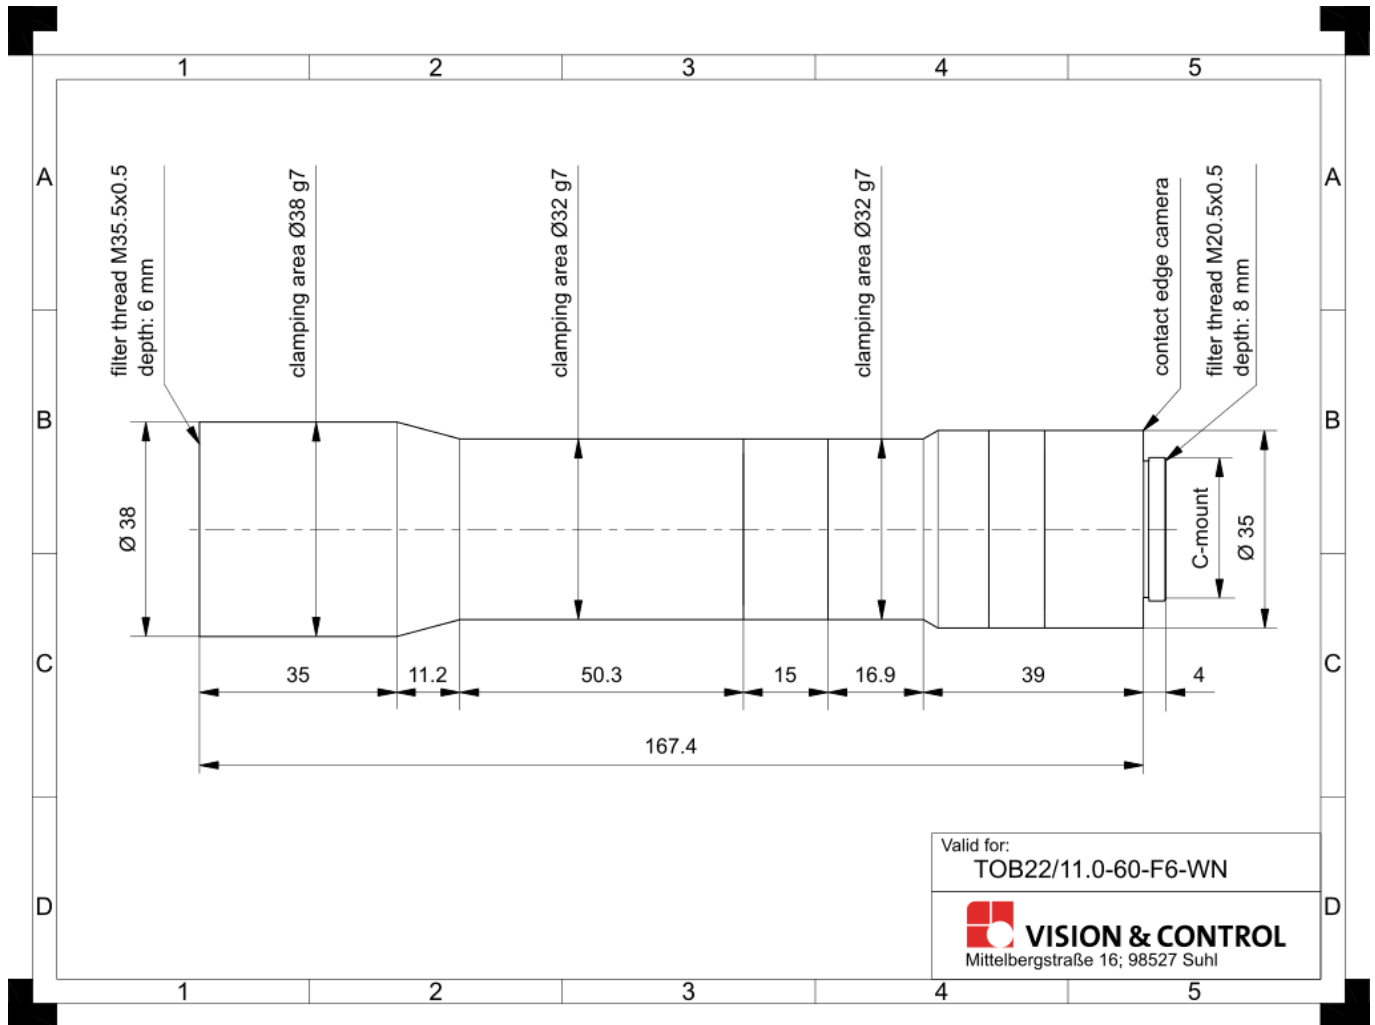 1 2 3 4 5
A A
filter thread M35.5x0.5
depth: 6 mm
clamping area Ø38 g7
clamping area Ø32 g7
clamping area Ø32 g7
contact edge camera
filter thread M20.5x0.5
depth: 8 mm
B B
Ø 38
C-mount
Ø 35
C C
35 11.2 50.3 15 16.9 39 4
167.4
Valid for:
TOB22/11.0-60-F6-WN
D D
VISION & CONTROL
Mittelbergstraße 16; 98527 Suhl
1 2 3 4 5